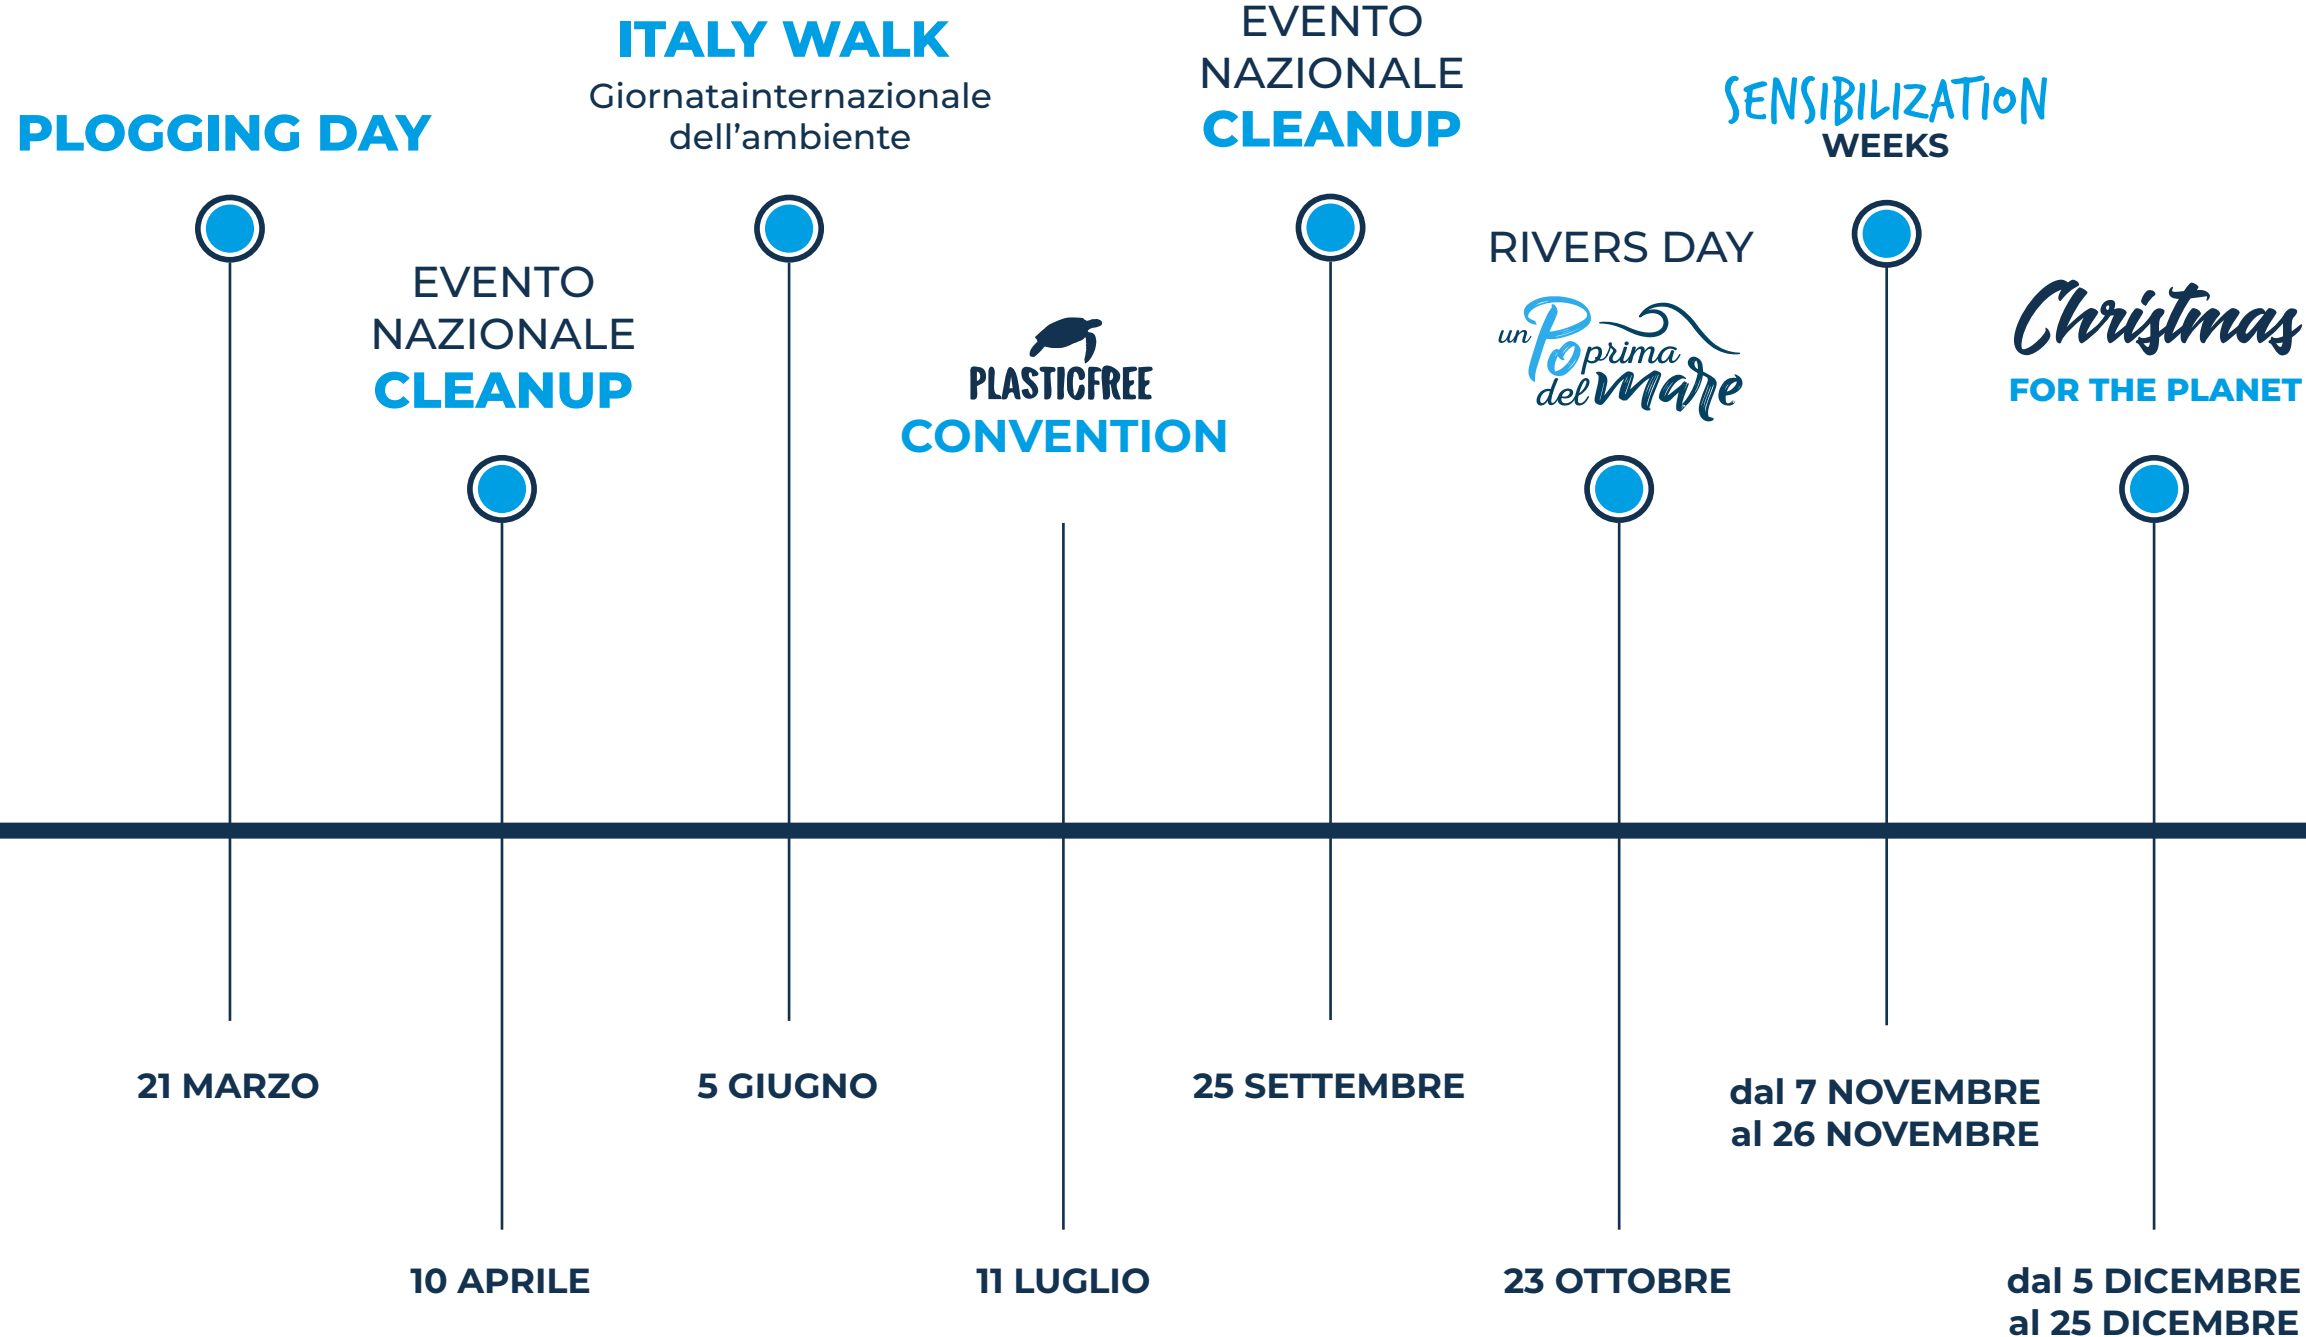 PLOGGING DAY
EVENTO
NAZIONALE
CLEANUP
ITALY WALK
Giornatainternazionale
dell’ambiente
PLASTICFREE
CONVENTION
EVENTO
NAZIONALE
CLEANUP
RIVERS DAY
un Po prima
del mare
SENSIBILIZATION
WEEKS
Christmas
FOR THE PLANET
21 MARZO
10 APRILE
5 GIUGNO
11 LUGLIO
25 SETTEMBRE
23 OTTOBRE
dal 7 NOVEMBRE
al 26 NOVEMBRE
dal 5 DICEMBRE
al 25 DICEMBRE